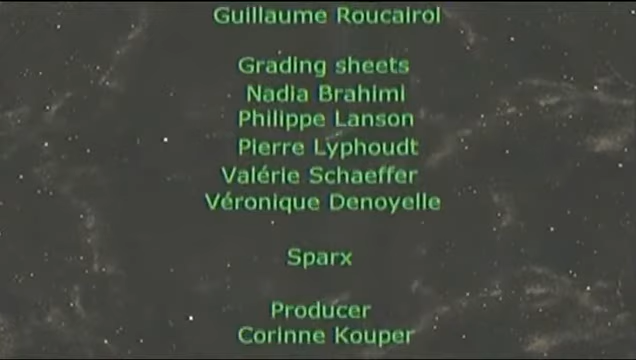 Guillaume Roucairol
Grading sheets
Nadia Brahimi
Philippe Lanson
Pierre Lyphoudt
Valérie Schaeffer
Véronique Denoyelle
Sparx
Producer
Corinne Kouper